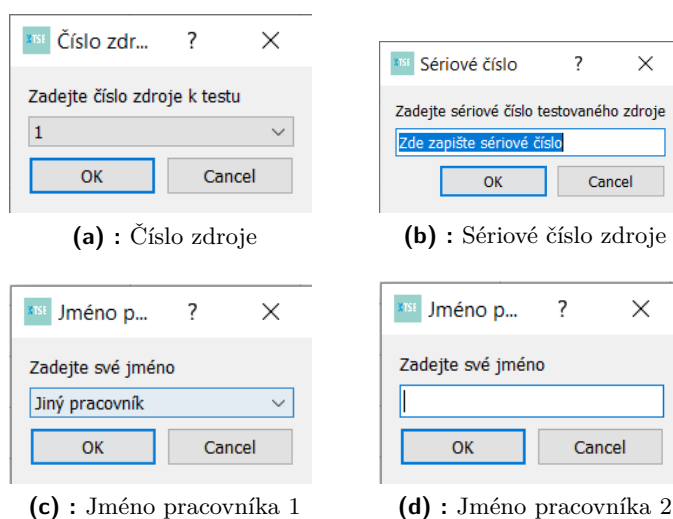 TSE Číslo zdr... ?
Zadejte číslo zdroje k testu
1
OK Cancel
(a) : Číslo zdroje
TSE Sériové číslo ?
Zadejte sériové číslo testovaného zdroje
Zde zapište sériové číslo
OK Cancel
(b) : Sériové číslo zdroje
TSE Jméno p... ?
Zadejte své jméno
Jiný pracovník
OK Cancel
(c) : Jméno pracovníka 1
TSE Jméno p... ?
Zadejte své jméno
OK Cancel
(d) : Jméno pracovníka 2